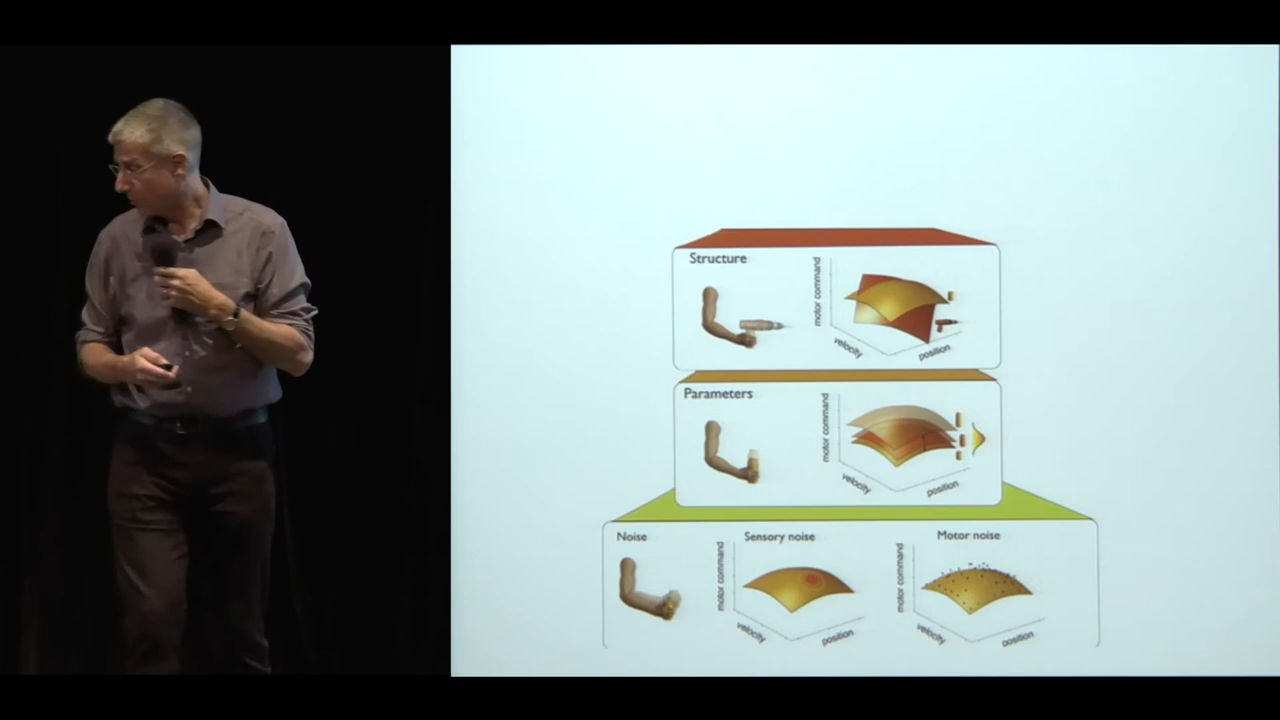 Structure
motor command
velocity
position
Parameters
motor command
velocity
position
Noise
Sensory noise
Motor noise
motor command
velocity
position
motor command
velocity
position